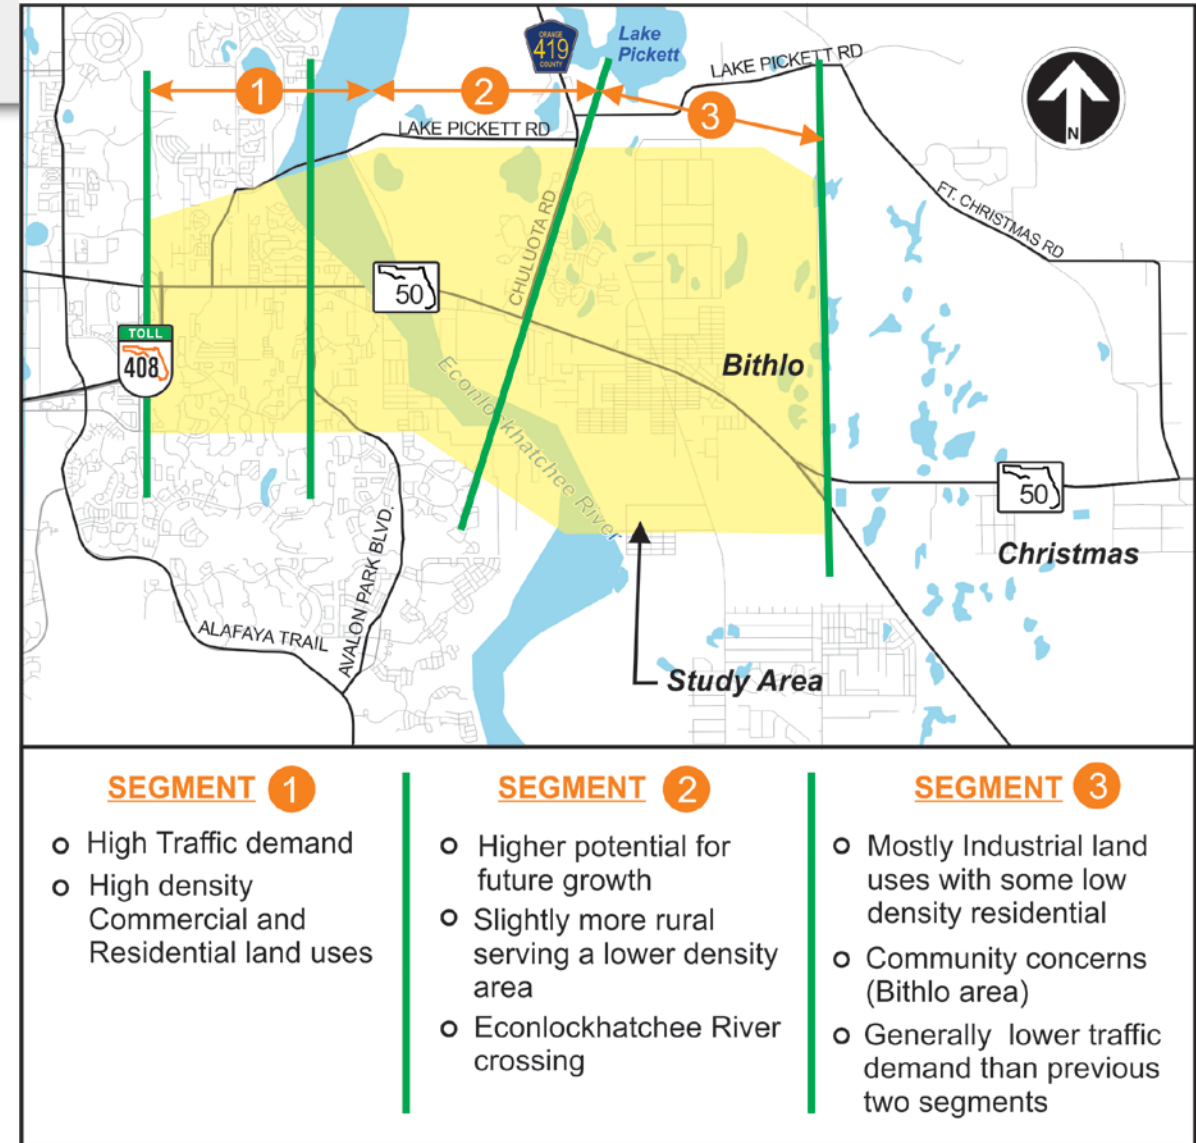 ORANGE
419
COUNTY
Lake
Pickett
LAKE PICKETT RD
1
2
3
LAKE PICKETT RD
N
FT. CHRISTMAS RD
CHULUOTA RD
50
TOLL
408
Bithlo
Econlockhatchee River
50
Christmas
AVALON PARK BLVD.
ALAFAYA TRAIL
Study Area
SEGMENT 1
High Traffic demand
High density
Commercial and
Residential land uses
SEGMENT 2
Higher potential for
future growth
Slightly more rural
serving a lower density
area
Econlockhatchee River
crossing
SEGMENT 3
Mostly Industrial land
uses with some low
density residential
Community concerns
(Bithlo area)
Generally lower traffic
demand than previous
two segments